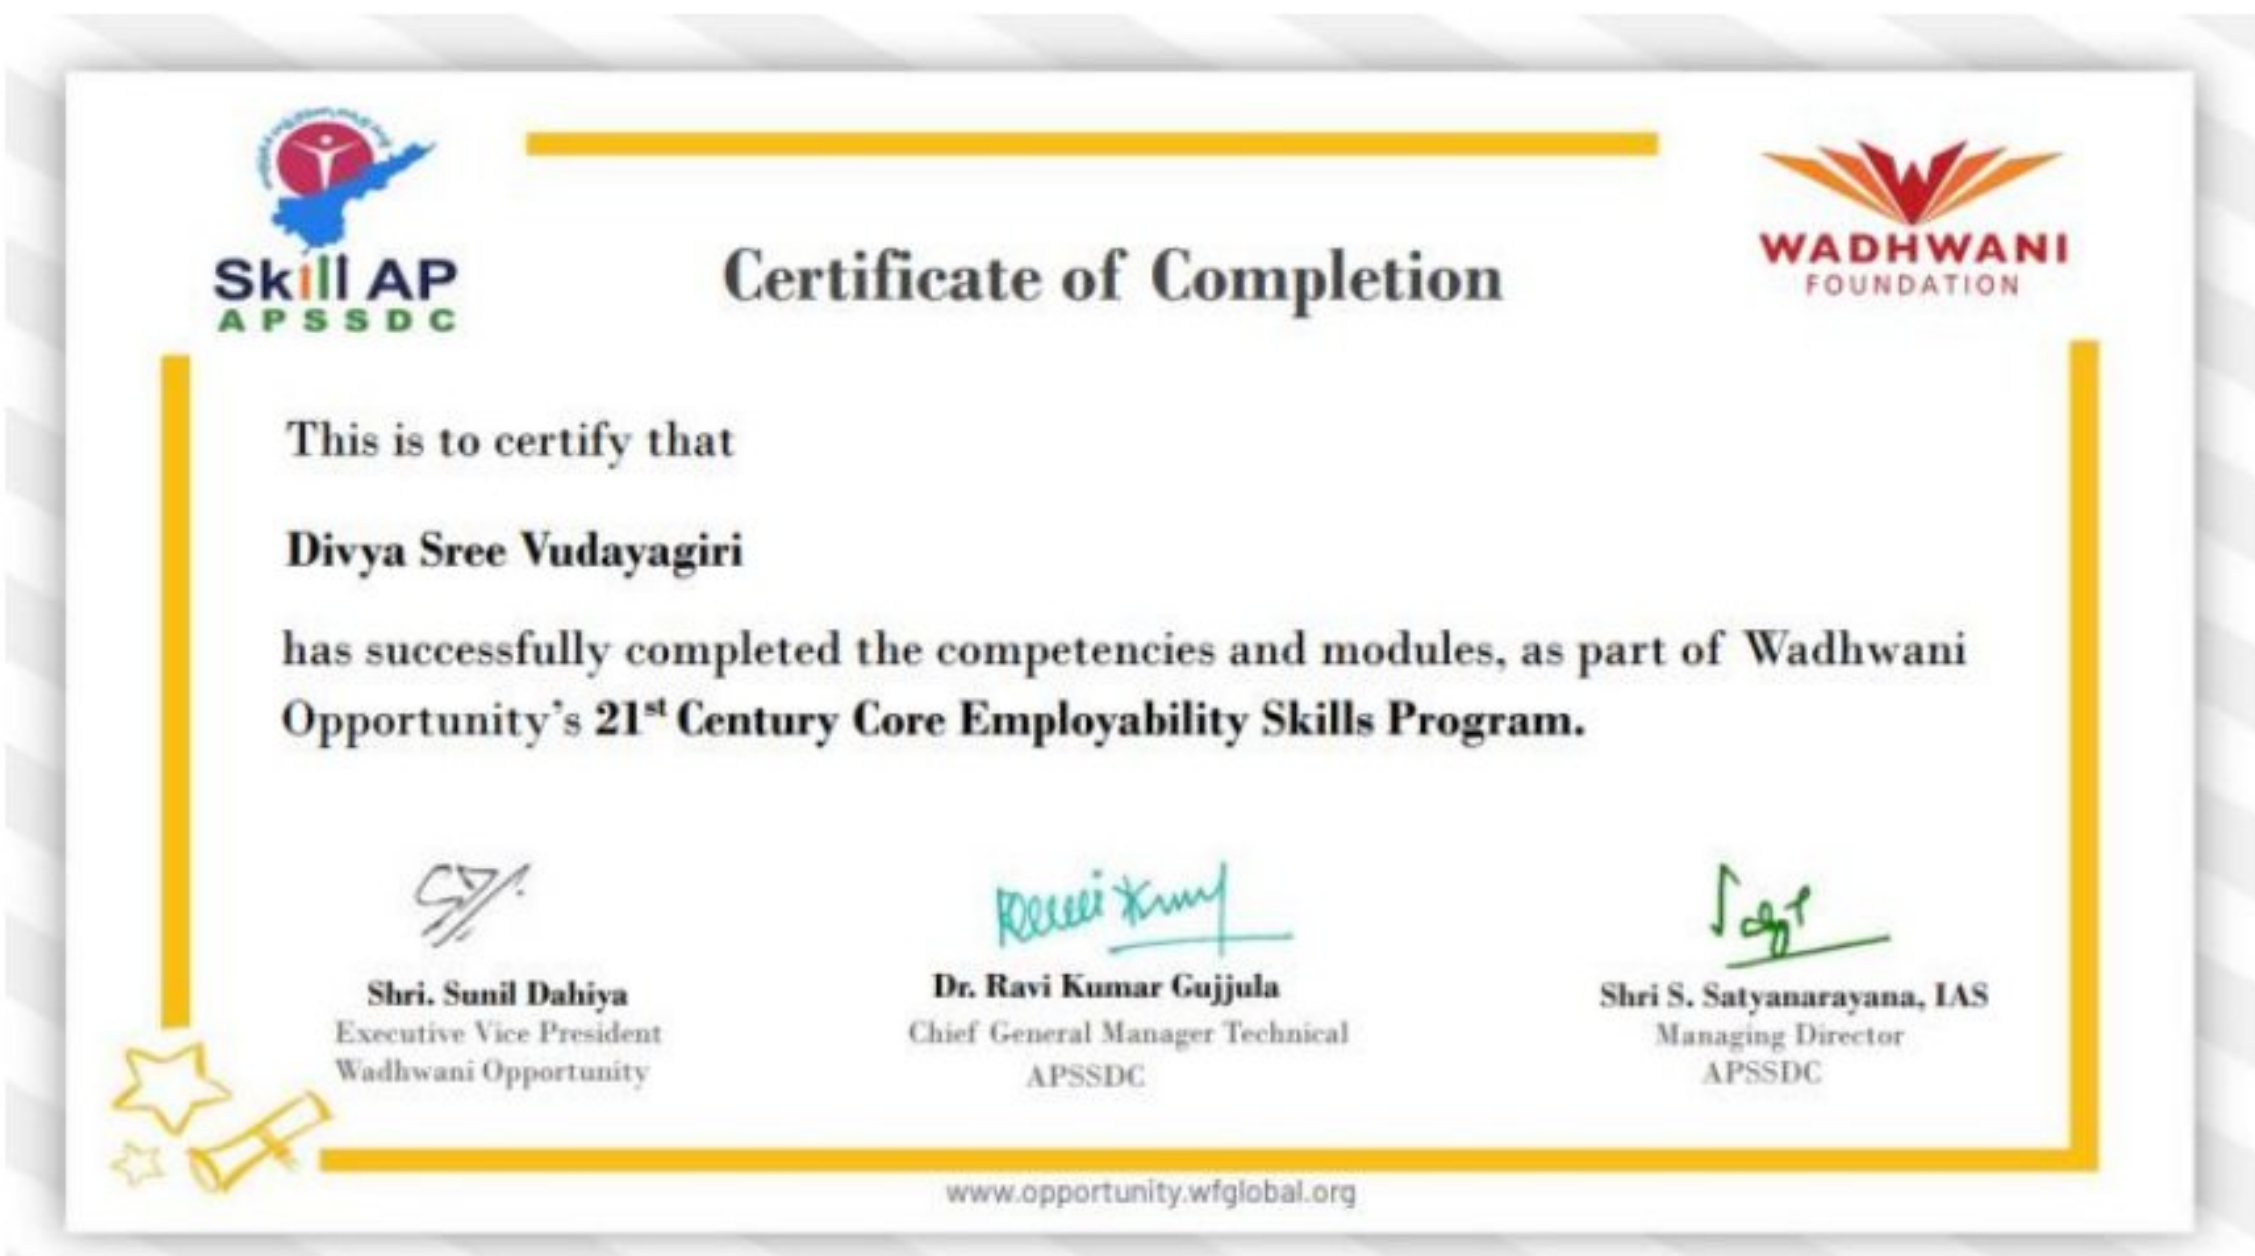 Skill AP
APSSDC
WADHWANI
FOUNDATION
Certificate of Completion
This is to certify that
Divya Sree Vudayagiri
has successfully completed the competencies and modules, as part of Wadhwani
Opportunity’s 21st Century Core Employability Skills Program.
Shri. Sunil Dahiya
Executive Vice President
Wadhwani Opportunity
Dr. Ravi Kumar Gujjula
Chief General Manager Technical
APSSDC
Shri S. Satyanarayana, IAS
Managing Director
APSSDC
www.opportunity.wfglobal.org